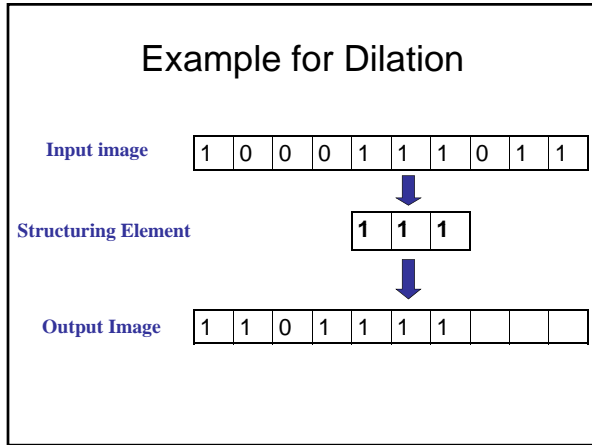 Example for Dilation
Input image 1 0 0 0 1 1 1 0 1 1
Structuring Element 1 1 1
Output Image 1 1 0 1 1 1 1